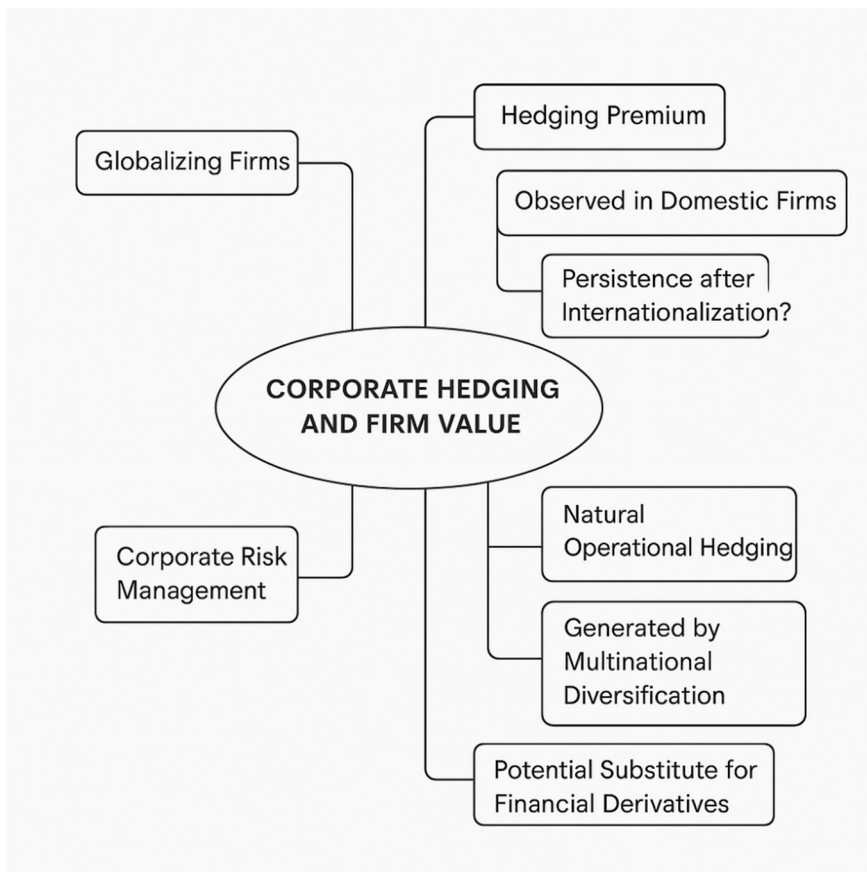 Hedging Premium
Globalizing Firms
Observed in Domestic Firms
Persistence after
Internationalization?
CORPORATE HEDGING
AND FIRM VALUE
Natural
Operational Hedging
Corporate Risk
Management
Generated by
Multinational
Diversification
Potential Substitute for
Financial Derivatives